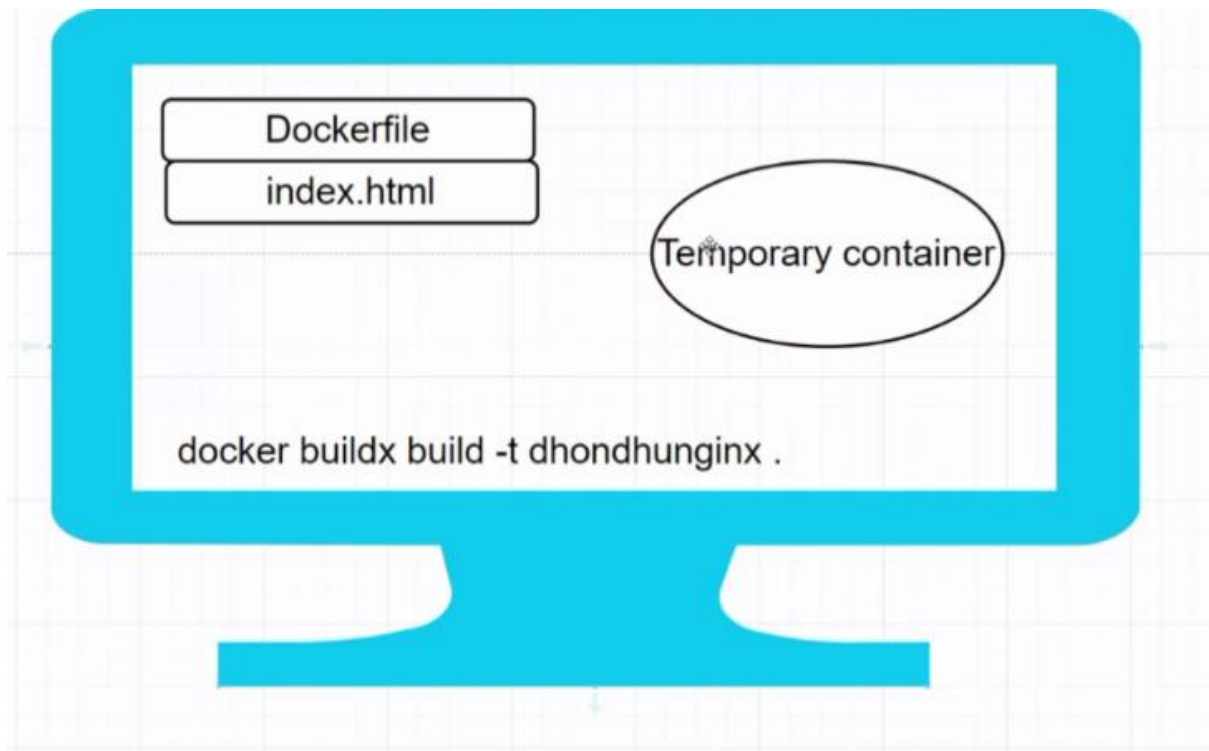 Dockerfile
index.html
Temporary container
docker buildx build -t dhondhunginx .